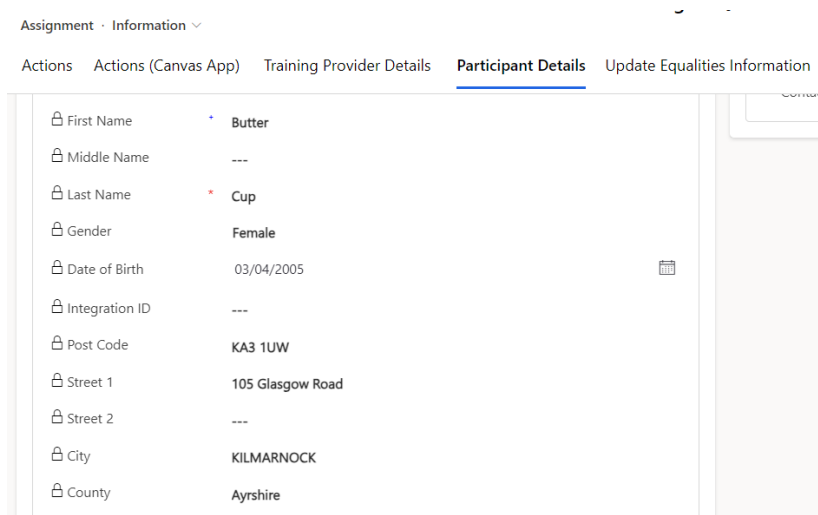 Assignment · Information
Actions Actions (Canvas App) Training Provider Details Participant Details Update Equalities Information
First Name + Butter
Middle Name ---
Last Name * Cup
Gender Female
Date of Birth 03/04/2005
Integration ID ---
Post Code KA3 1UW
Street 1 105 Glasgow Road
Street 2 ---
City KILMARNOCK
County Ayrshire